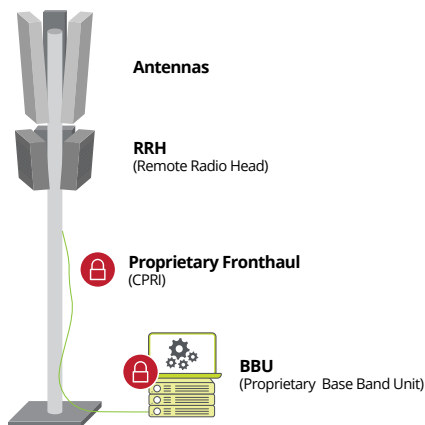 Antennas
RRH
(Remote Radio Head)
Proprietary Fronthaul
(CPRI)
BBU
(Proprietary Base Band Unit)